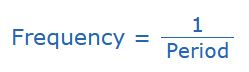 Frequency = 1 / Period